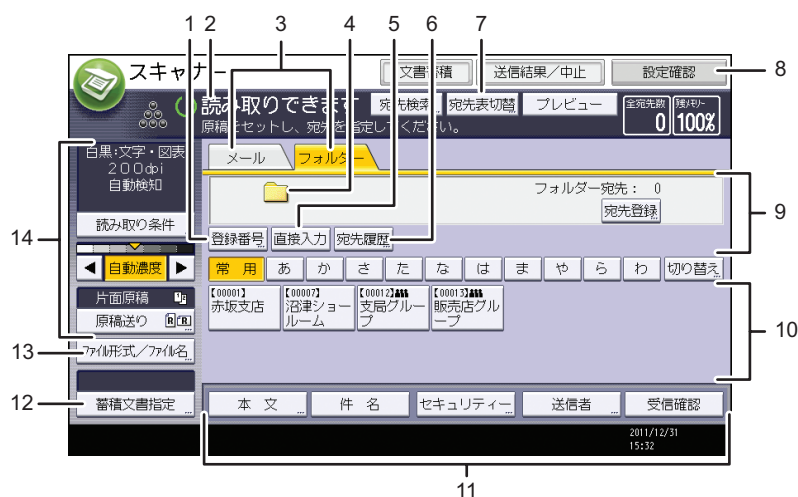 1 2 3 4 5 6 7
スキャナー 文書蓄積 送信結果/中止 設定確認 8
読み取りできます 宛先検索 宛先表切替 プレビュー 全宛先数 0 残メモリー 100%
原稿をセットし、宛先を指定してください。
白黒:文字・図表
200dpi
自動検知
メール フォルダー
フォルダー宛先: 0
宛先登録
9
読み取り条件
登録番号 直接入力 宛先履歴
14
自動濃度
常用 あ か さ た な は ま や ら わ 切り替え
片面原稿
原稿送り
【00001】 【00007】 【00012】 【00013】
赤坂支店 沼津ショー 支局グルー 販売店グル
ルーム プ ープ
10
13 ファイル形式/ファイル名
12 蓄積文書指定
本文 件名 セキュリティー 送信者 受信確認
2011/12/31
15:32
11